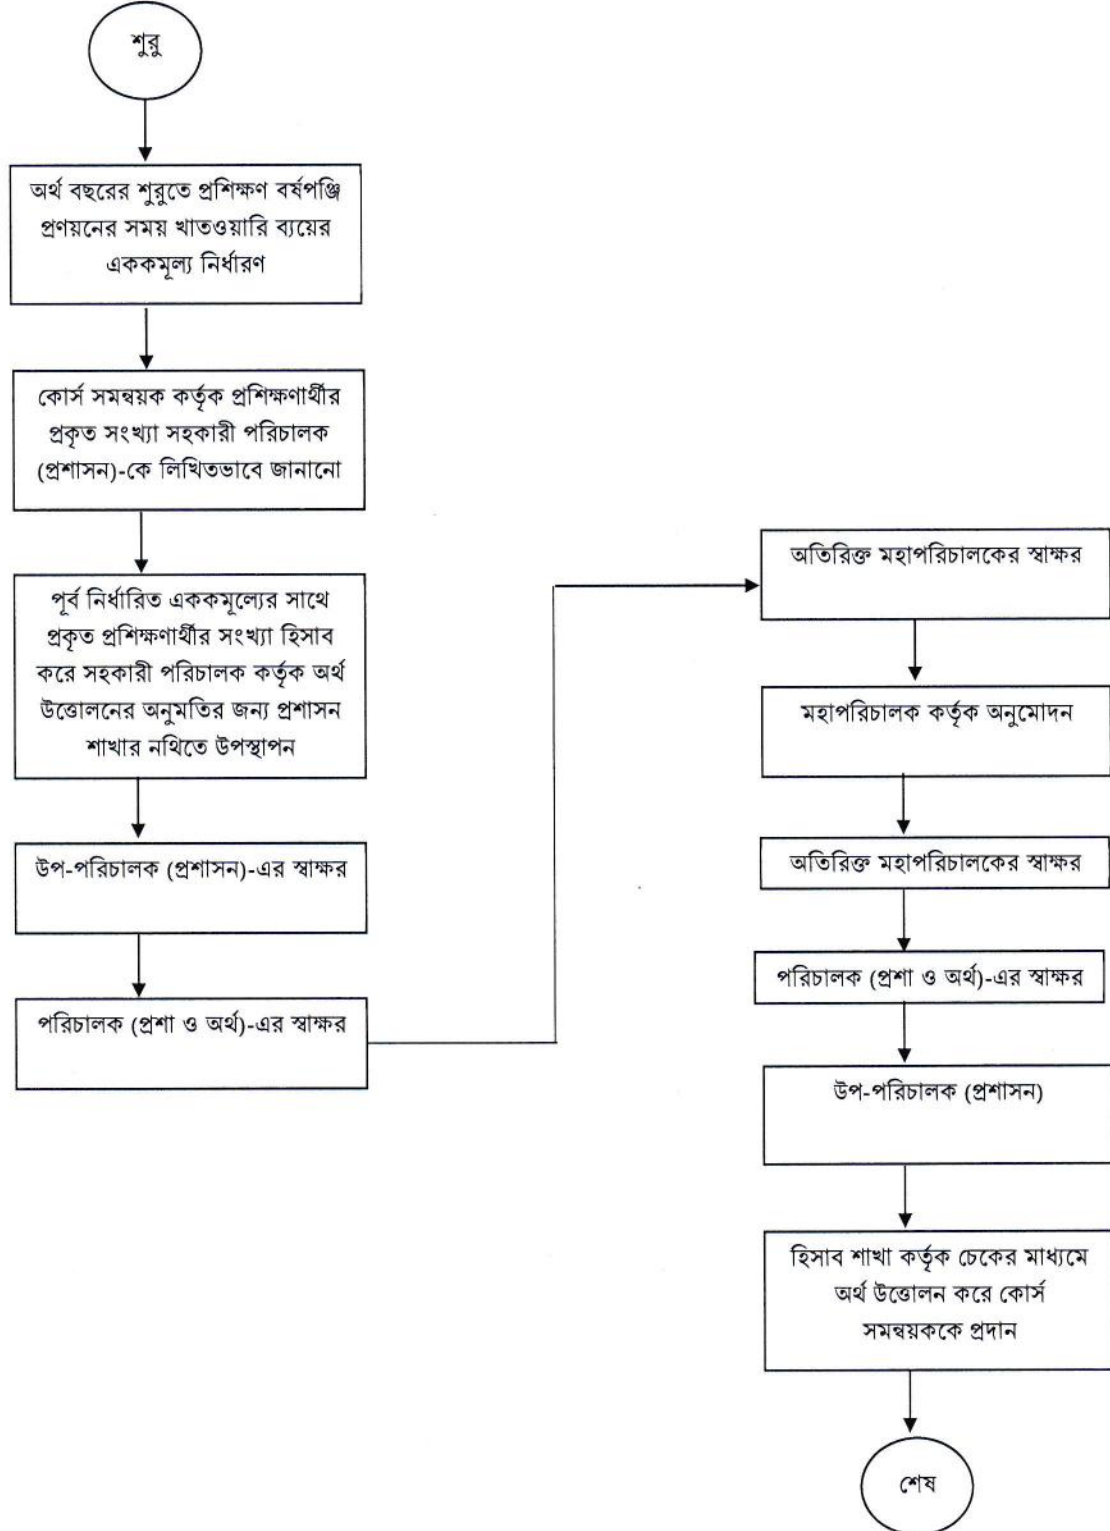 শুরু
অর্থ বছরের শুরুতে প্রশিক্ষণ বর্ষপঞ্জি
প্রণয়নের সময় খাতওয়ারি ব্যয়ের
এককমূল্য নির্ধারণ
কোর্স সমন্বয়ক কর্তৃক প্রশিক্ষণার্থীর
প্রকৃত সংখ্যা সহকারী পরিচালক
(প্রশাসন)-কে লিখিতভাবে জানানো
পূর্ব নির্ধারিত এককমূল্যের সাথে
প্রকৃত প্রশিক্ষণার্থীর সংখ্যা হিসাব
করে সহকারী পরিচালক কর্তৃক অর্থ
উত্তোলনের অনুমতির জন্য প্রশাসন
শাখার নথিতে উপস্থাপন
উপ-পরিচালক (প্রশাসন)-এর স্বাক্ষর
পরিচালক (প্রশা ও অর্থ)-এর স্বাক্ষর
অতিরিক্ত মহাপরিচালকের স্বাক্ষর
মহাপরিচালক কর্তৃক অনুমোদন
অতিরিক্ত মহাপরিচালকের স্বাক্ষর
পরিচালক (প্রশা ও অর্থ)-এর স্বাক্ষর
উপ-পরিচালক (প্রশাসন)
হিসাব শাখা কর্তৃক চেকের মাধ্যমে
অর্থ উত্তোলন করে কোর্স
সমন্বয়ককে প্রদান
শেষ